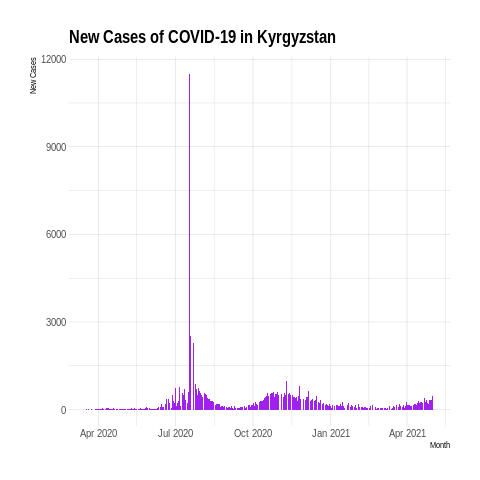 New Cases of COVID-19 in Kyrgyzstan
New Cases
12000
9000
6000
3000
0
Apr 2020 Jul 2020 Oct 2020 Jan 2021 Apr 2021
Month